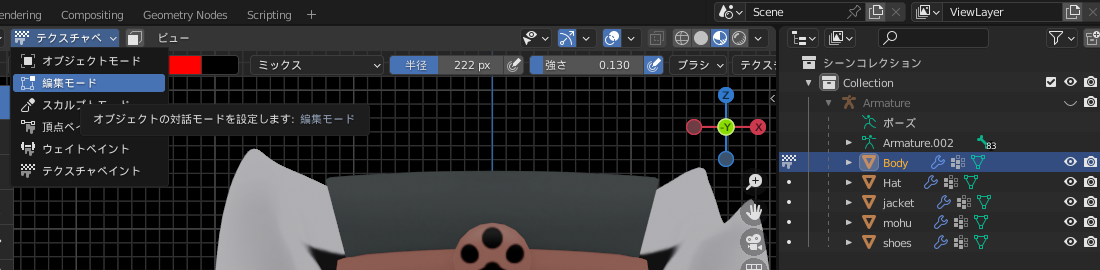 ndering
Compositing
Geometry Nodes
Scripting
+
Scene
ViewLayer
テクスチャペ
ビュー
オブジェクトモード
編集モード
スカルプトモード
頂点ペイ
ウェイトペイント
テクスチャペイント
オブジェクトの対話モードを設定します: 編集モード
ミックス
半径 222 px
強さ 0.130
ブラシ
テクス
X
Z
-Y
シーンコレクション
Collection
Armature
ポーズ
Armature.002
83
Body
Hat
jacket
mohu
shoes